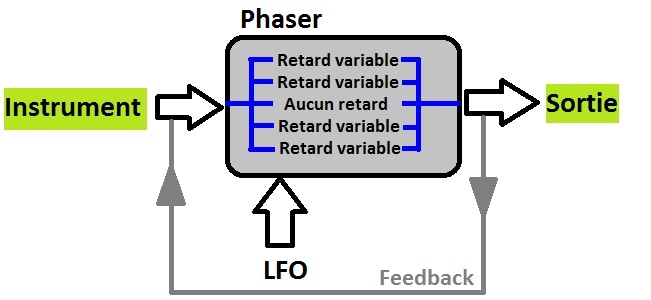 Phaser
Retard variable
Retard variable
Instrument
Aucun retard
Sortie
Retard variable
Retard variable
LFO
Feedback